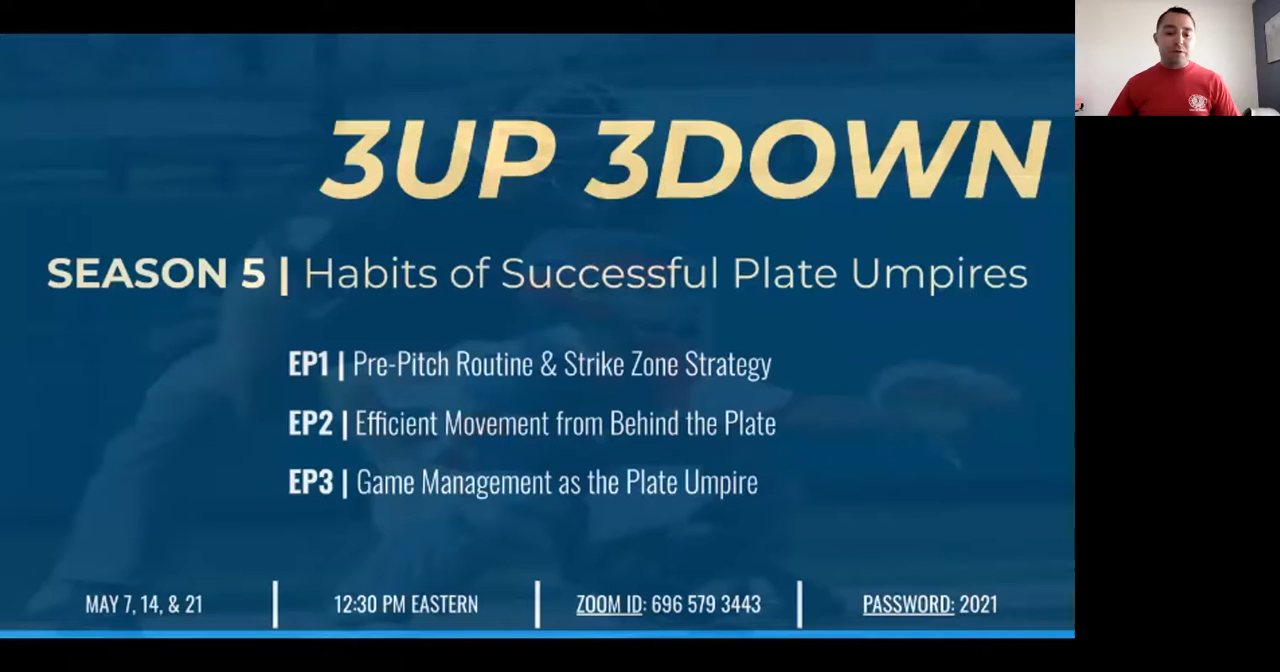 3UP 3DOWN
SEASON 5 | Habits of Successful Plate Umpires
EP1 | Pre-Pitch Routine & Strike Zone Strategy
EP2 | Efficient Movement from Behind the Plate
EP3 | Game Management as the Plate Umpire
MAY 7, 14, & 21 | 12:30 PM EASTERN | ZOOM ID: 696 579 3443 | PASSWORD: 2021